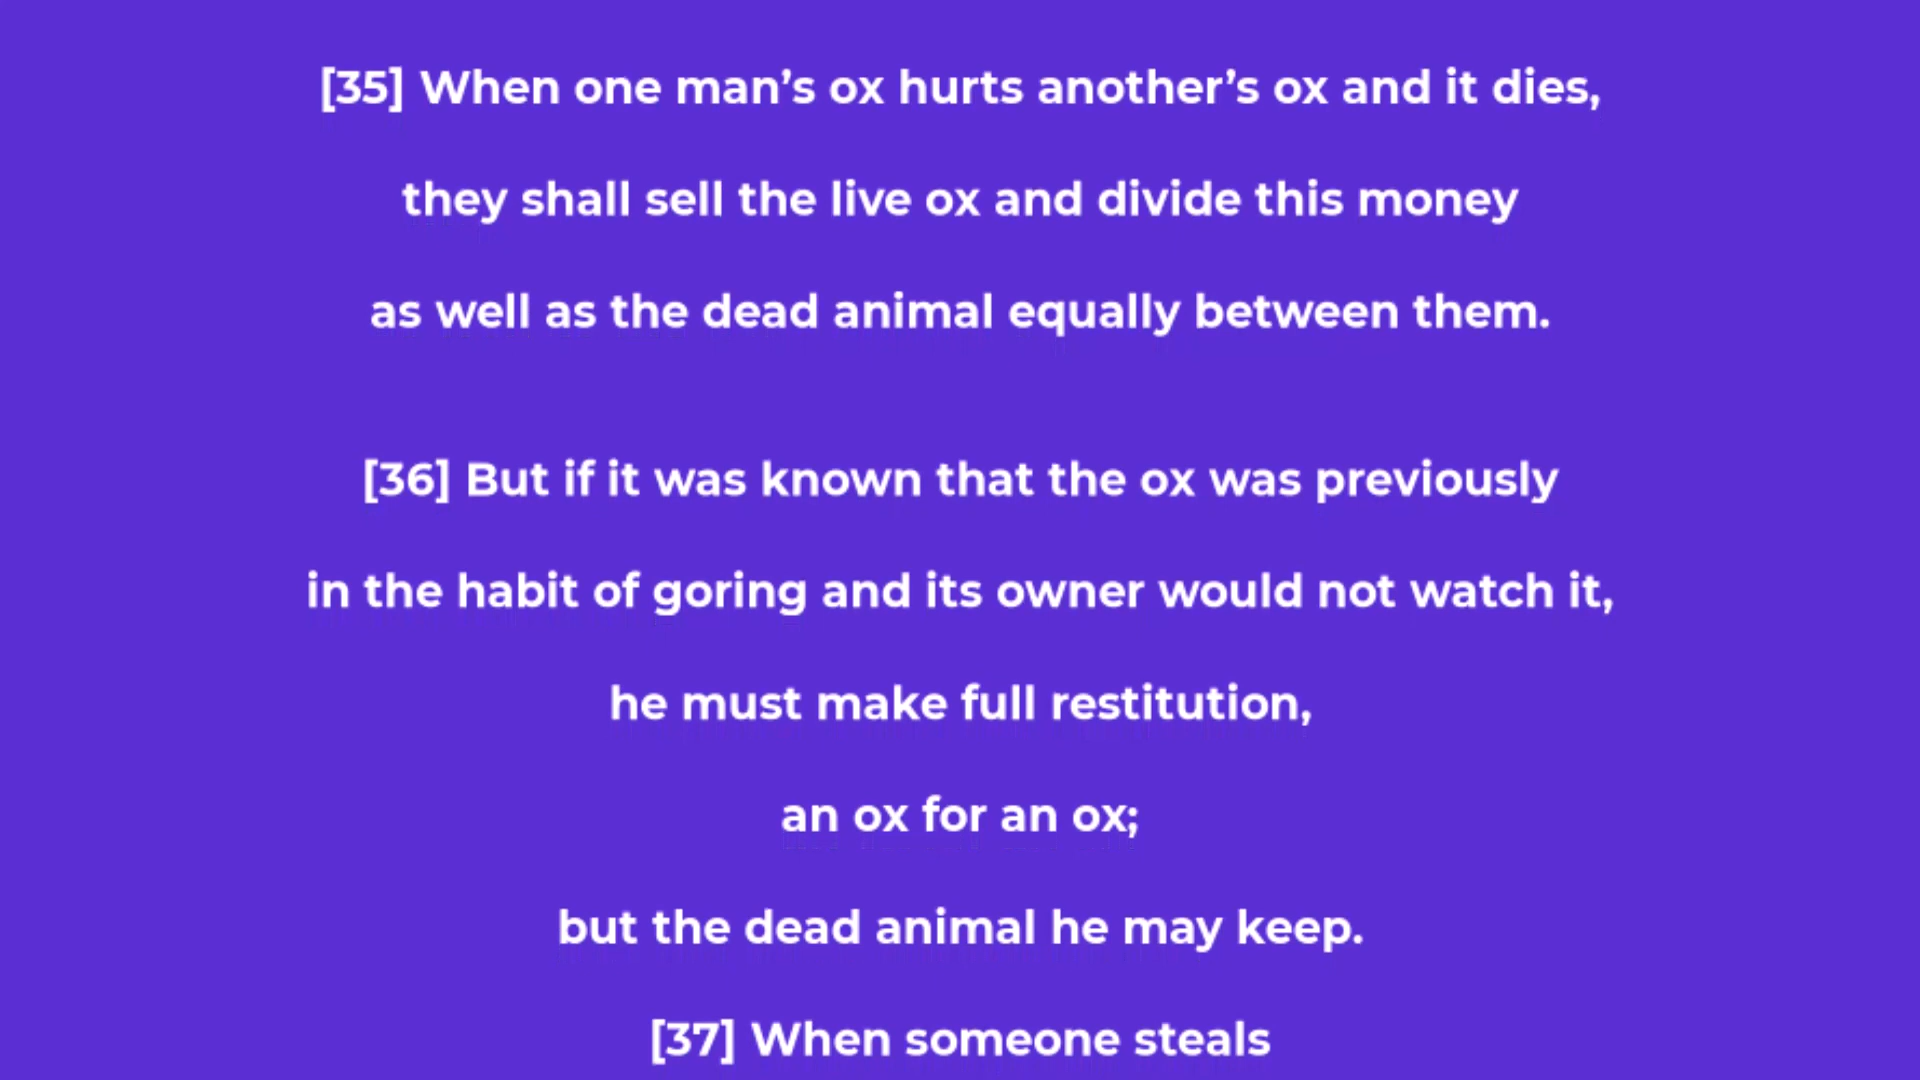 [35] When one man’s ox hurts another’s ox and it dies,
they shall sell the live ox and divide this money
as well as the dead animal equally between them.
[36] But if it was known that the ox was previously
in the habit of goring and its owner would not watch it,
he must make full restitution,
an ox for an ox;
but the dead animal he may keep.
[37] When someone steals